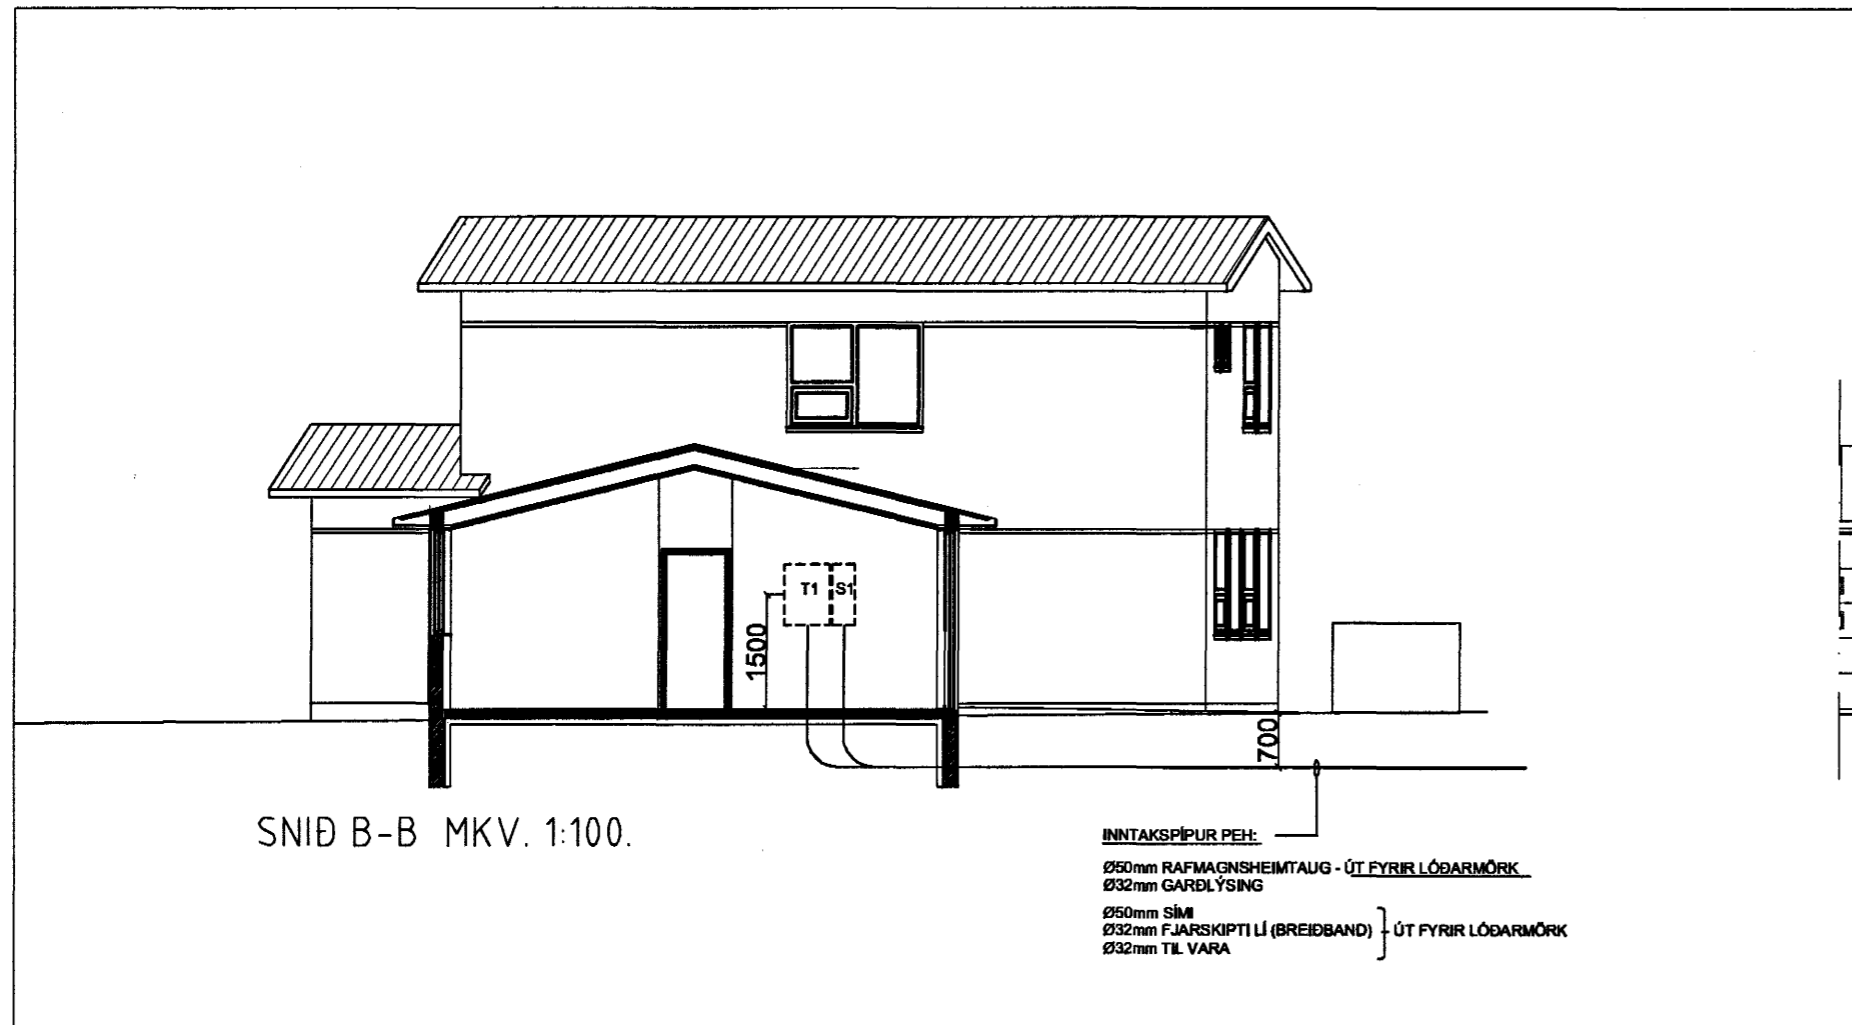 T1 S1
1500
700
SNIÐ B-B MKV. 1:100.
INNTAKSPÍPUR PEH:
Ø50mm RAFMAGNSHEIMTAUG - ÚT FYRIR LÓÐARMÖRK
Ø32mm GARÐLÝSING
Ø50mm SÍMI
Ø32mm FJARSKIPTI LÍ (BREIÐBAND) ÚT FYRIR LÓÐARMÖRK
Ø32mm TIL VARA